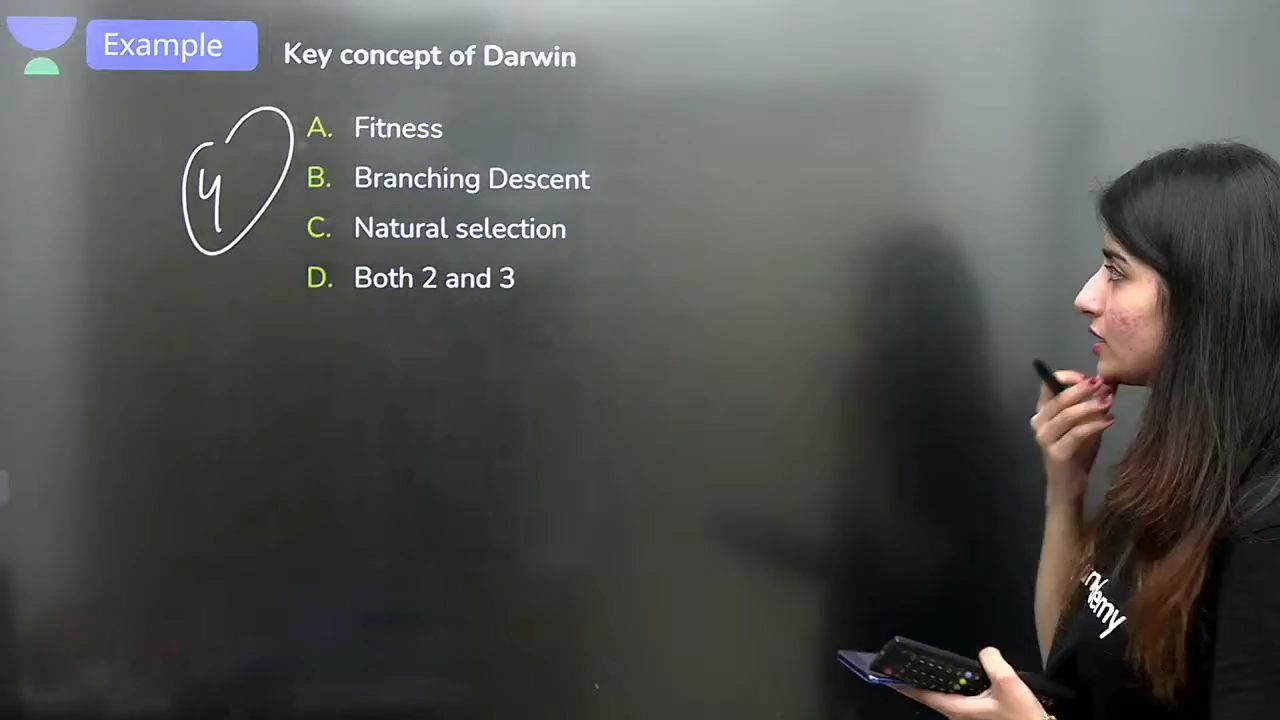 Example
Key concept of Darwin
A. Fitness
4
B. Branching Descent
C. Natural selection
D. Both 2 and 3